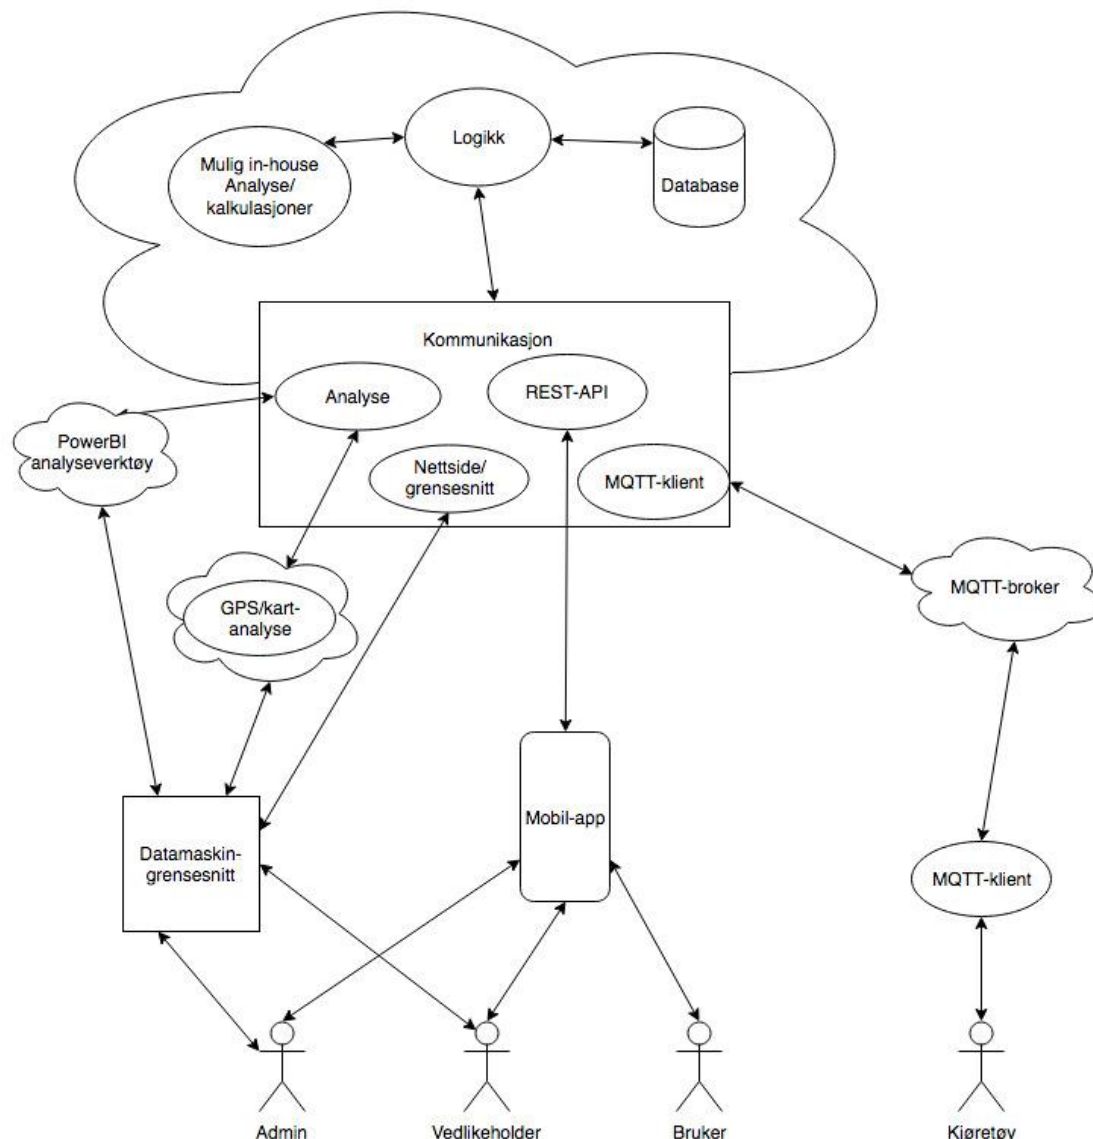 Logikk
Mulig in-house
Analyse/
kalkulasjoner
Database
Kommunikasjon
Analyse
REST-API
PowerBI
analyseverktøy
Nettside/
grensesnitt
MQTT-klient
GPS/kart-
analyse
MQTT-broker
Datamaskin-
grensesnitt
Mobil-app
MQTT-klient
Admin
Vedlikeholder
Bruker
Kjøretøy